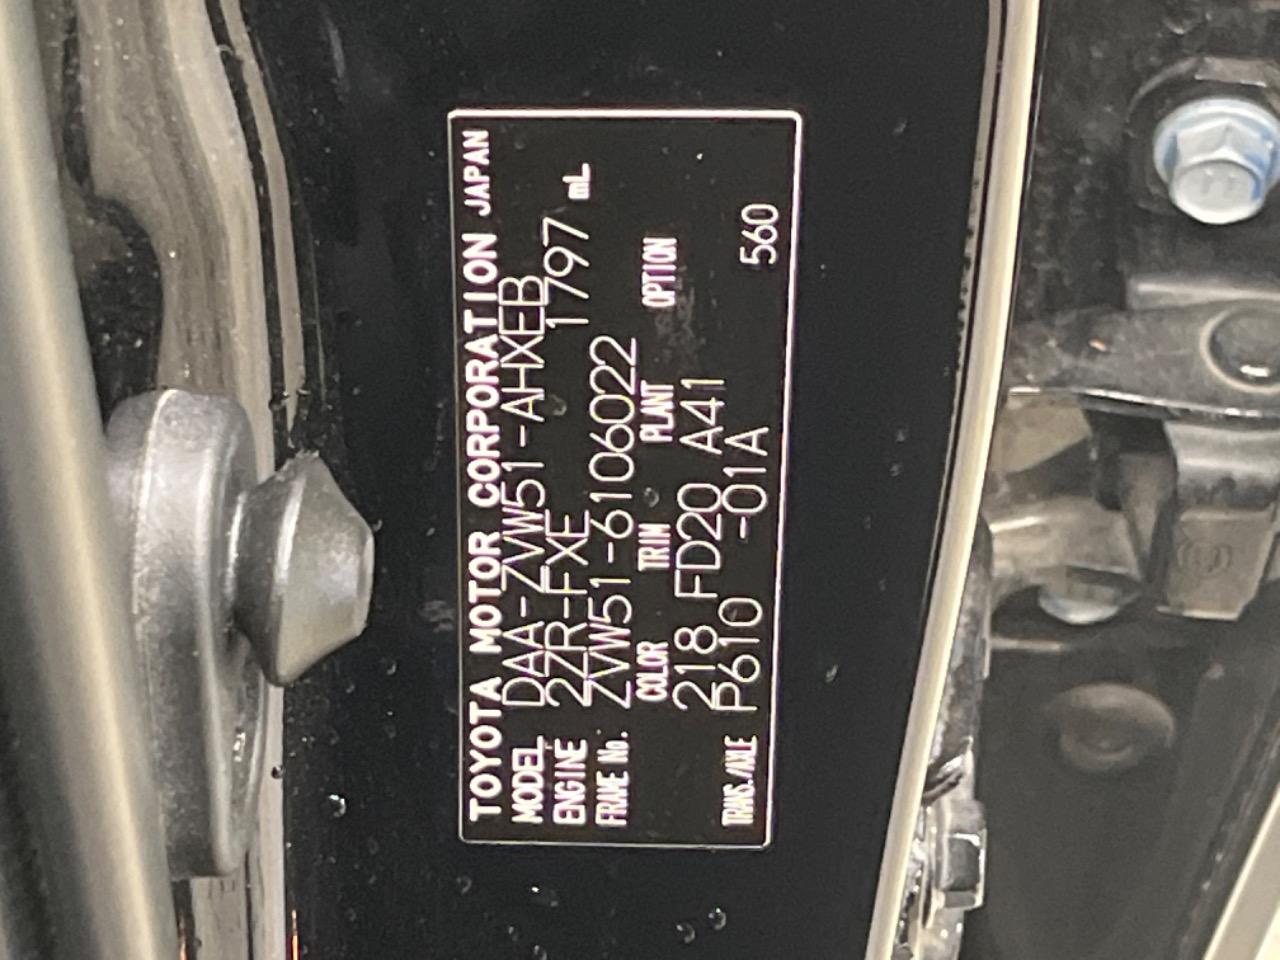 TOYOTA MOTOR CORPORATION JAPAN
MODEL DAA-ZVW51-AHXEB
ENGINE 2ZR-FXE 1797 mL
FRAME No. ZVW51-6106022
COLOR TRIM PLANT OPTION
218 FD20 A41
TRANS./AXLE P610 -01A 560